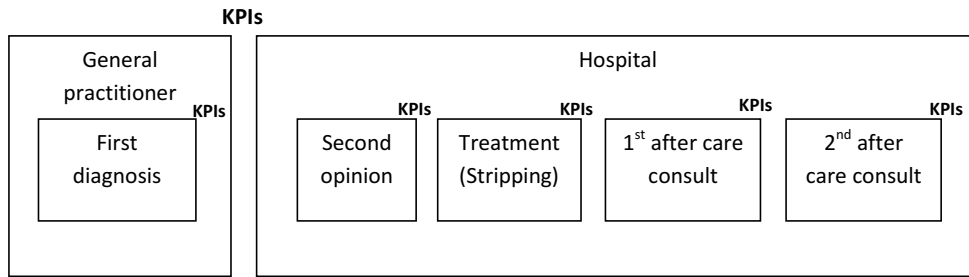 KPIs
General
practitioner
KPIs
First
diagnosis
Hospital
KPIs
Second
opinion
KPIs
Treatment
(Stripping)
KPIs
1st after care
consult
KPIs
2nd after
care consult